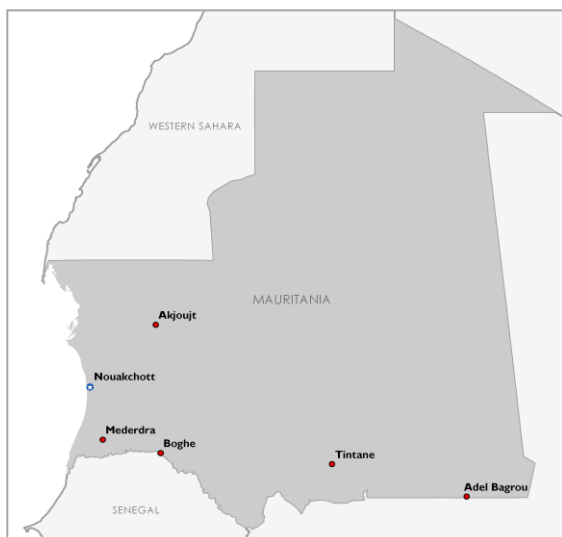 WESTERN SAHARA
MAURITANIA
Akjoujt
Nouakchott
Mederdra
Boghe
Tintane
Adel Bagrou
SENEGAL